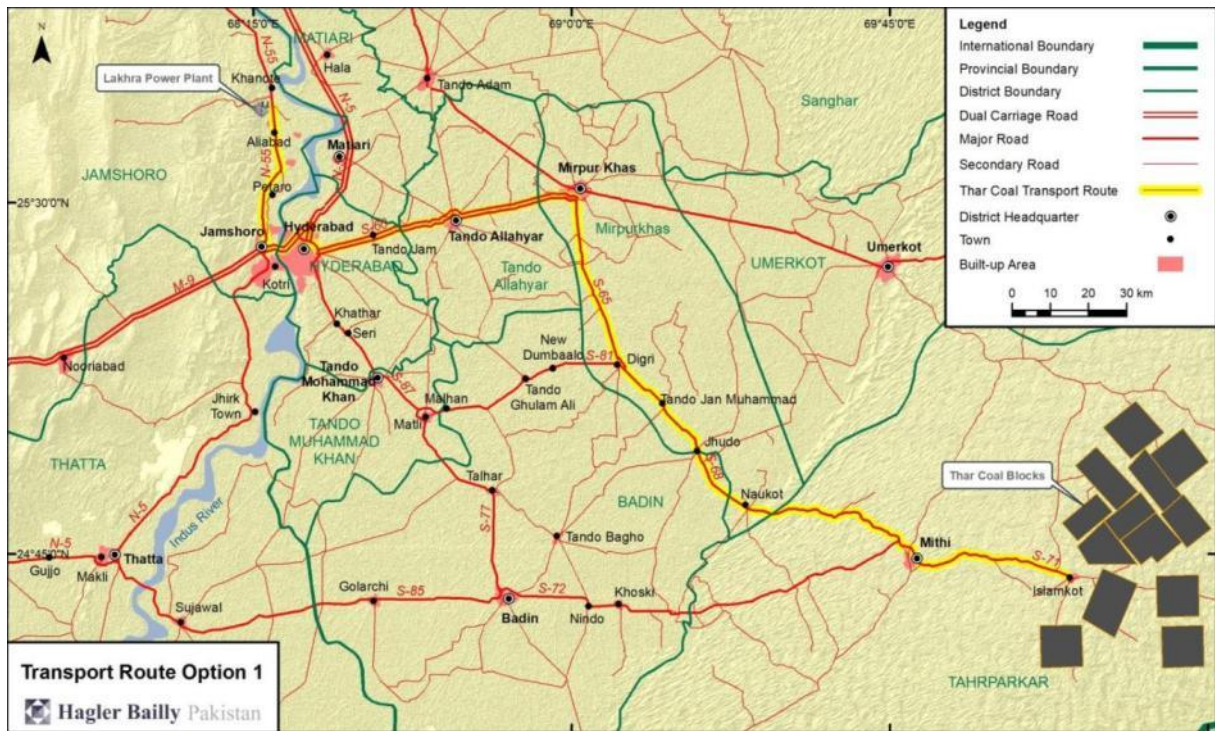 68°15'0"E
69°0'0"E
69°45'0"E
N
MATIARI
N-55
Hala
Lakhra Power Plant
Khanote
N-5
Tando Adam
Sanghar
Aliabad
Matiari
N-55
JAMSHORO
Petaro
Mirpur Khas
25°30'0"N
Jamshoro
Hyderabad
Tando Jam
Tando Allahyar
Mirpurkhas
HYDERABAD
UMERKOT
Umerkot
Kotri
M-9
Tando
Allahyar
S-65
Khathar
Seri
New
Dumbaalo
S-81
Digri
Nooriabad
Tando
Mohammad
Khan
S-87
Malhan
Tando
Ghulam Ali
Tando Jan Muhammad
Jhirk
Town
Matli
TANDO
MUHAMMAD
KHAN
Jhudo
S-68
THATTA
Talhar
BADIN
Naukot
Thar Coal Blocks
N-5
Indus River
S-77
Tando Bagho
Mithi
24°45'0"N
N-5
Gujjo
Makli
Thatta
S-71
Islamkot
Golarchi
S-85
S-72
Khoski
Sujawal
Badin
Nindo
TAHRPARKAR
Legend
International Boundary
Provincial Boundary
District Boundary
Dual Carriage Road
Major Road
Secondary Road
Thar Coal Transport Route
District Headquarter
Town
Built-up Area
0 10 20 30 km
Transport Route Option 1
Hagler Bailly Pakistan